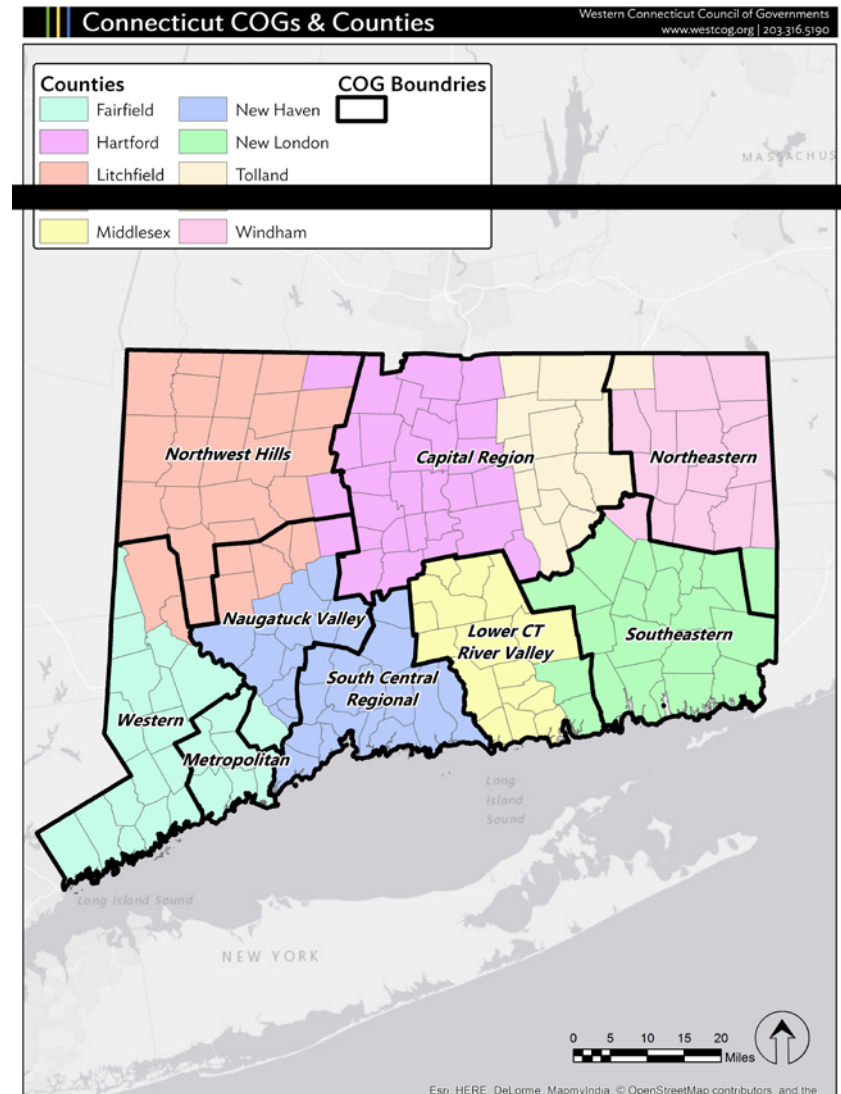 Connecticut COGs & Counties
Western Connecticut Council of Governments
www.westcog.org | 203.316.5190
Counties
COG Boundries
Fairfield
New Haven
Hartford
New London
Litchfield
Tolland
Middlesex
Windham
MASSACHUS
Northwest Hills
Capital Region
Northeastern
Naugatuck Valley
Lower CT
River Valley
Southeastern
South Central
Regional
Western
Metropolitan
Long
Island
Sound
Long Island Sound
NEW YORK
0 5 10 15 20
Miles
Esri, HERE, DeLorme, MapmyIndia, © OpenStreetMap contributors, and the